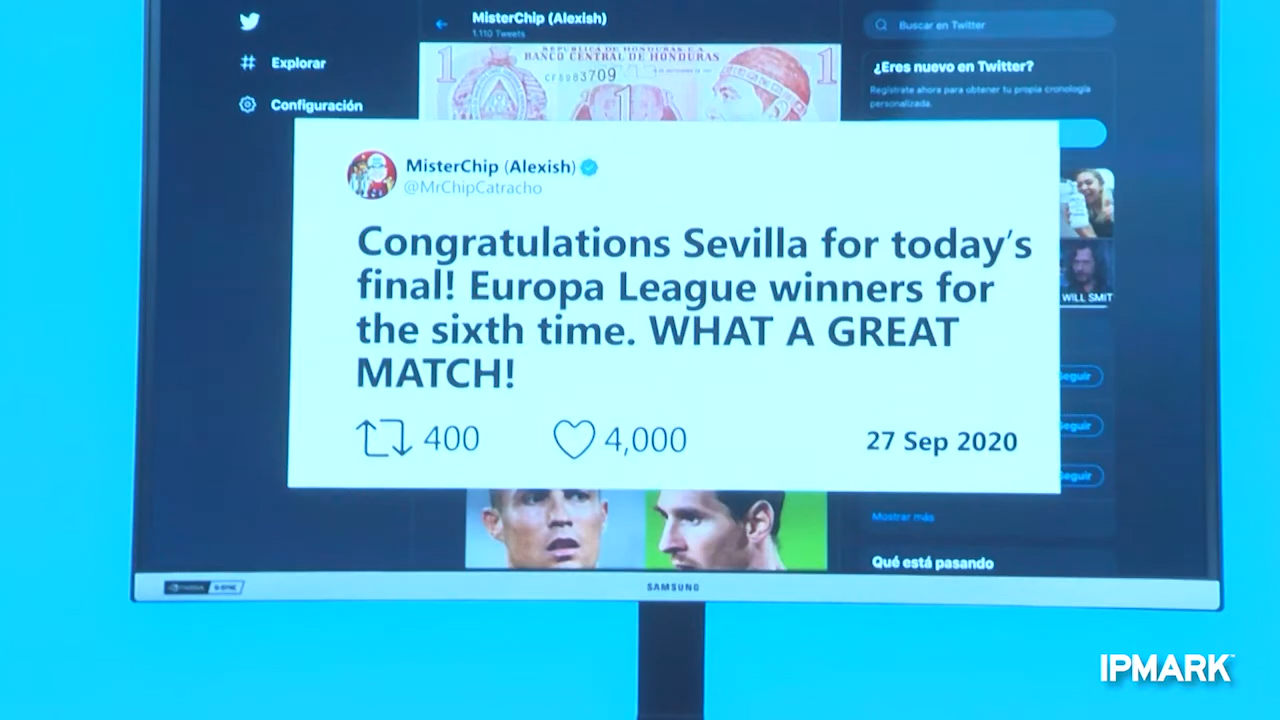 MisterChip (Alexish)
1.110 Tweets
Buscar en Twitter
Explorar
Configuración
REPUBLICA DE HONDURAS C.A
BANCO CENTRAL DE HONDURAS
1
1
1
¿Eres nuevo en Twitter?
Regístrate ahora para obtener tu propia cronología
personalizada.
MisterChip (Alexish)
@MrChipCatracho
Congratulations Sevilla for today's
final! Europa League winners for
the sixth time. WHAT A GREAT
MATCH!
400
4,000
27 Sep 2020
WILL SMIT
Seguir
Seguir
Seguir
Mostrar más
Qué está pasando
SAMSUNG
IPMARK